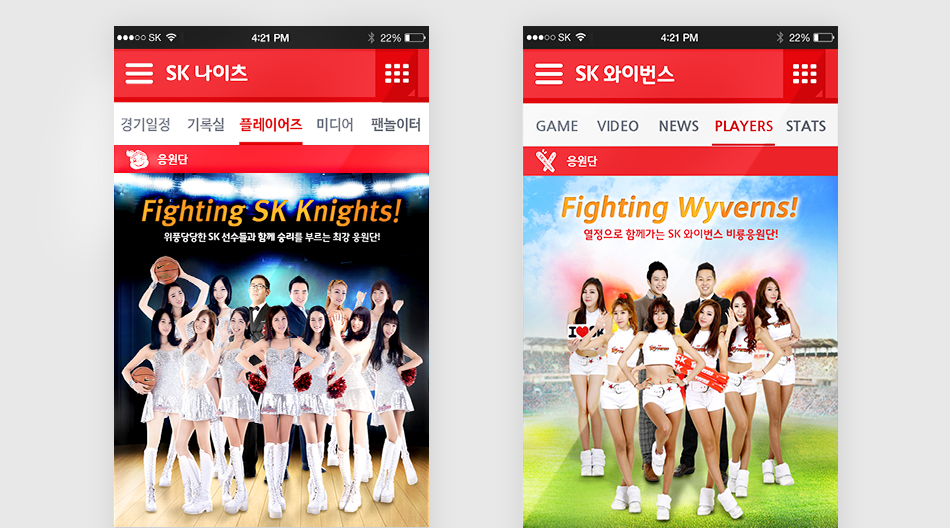 SK 4:21 PM 22%
SK 나이츠
경기일정 기록실 플레이어즈 미디어 팬놀이터
응원단
Fighting SK Knights!
위풍당당한 SK 선수들과 함께 승리를 부르는 최강 응원단!
SK 4:21 PM 22%
SK 와이번스
GAME VIDEO NEWS PLAYERS STATS
응원단
Fighting Wyverns!
열정으로 함께가는 SK 와이번스 비룡응원단!